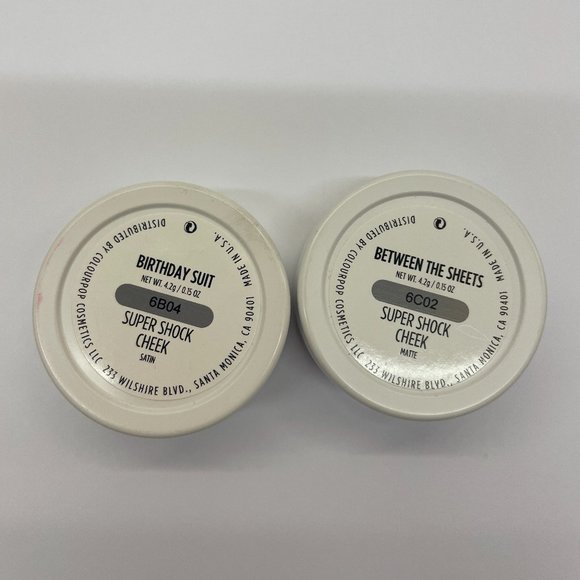 BIRTHDAY SUIT
NET WT. 4.2g / 0.15 OZ
6B04
SUPER SHOCK
CHEEK
SATIN
DISTRIBUTED BY COLOURPOP COSMETICS LLC 233 WILSHIRE BLVD., SANTA MONICA, CA 90401 MADE IN U.S.A.
BETWEEN THE SHEETS
NET WT. 4.2g / 0.15 OZ
6C02
SUPER SHOCK
CHEEK
MATTE
DISTRIBUTED BY COLOURPOP COSMETICS LLC 233 WILSHIRE BLVD., SANTA MONICA, CA 90401 MADE IN U.S.A.